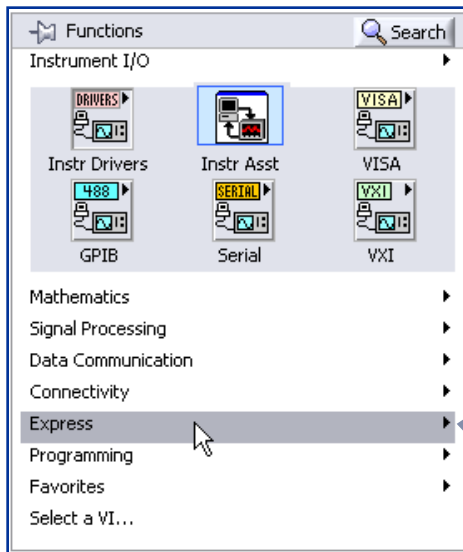 Functions Search
Instrument I/O
DRIVERS VISA
Instr Drivers Instr Asst VISA
488 SERIAL VXI
GPIB Serial VXI
Mathematics
Signal Processing
Data Communication
Connectivity
Express
Programming
Favorites
Select a VI...